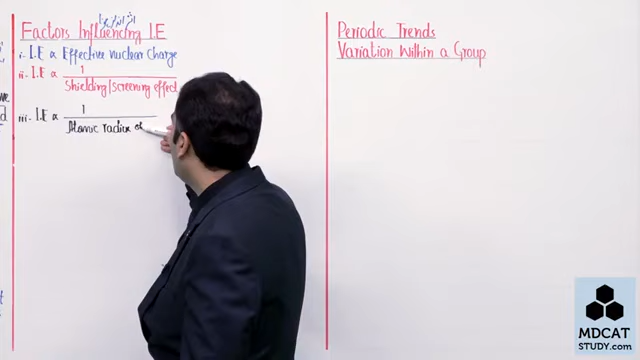 Factors Influencing I.E
i- I.E ∝ Effective nuclear charge
ii- I.E ∝ 1
Shielding/Screening effect
iii- I.E ∝ 1
Atomic radius of
Periodic Trends
Variation Within a Group
MDCAT
STUDY.com